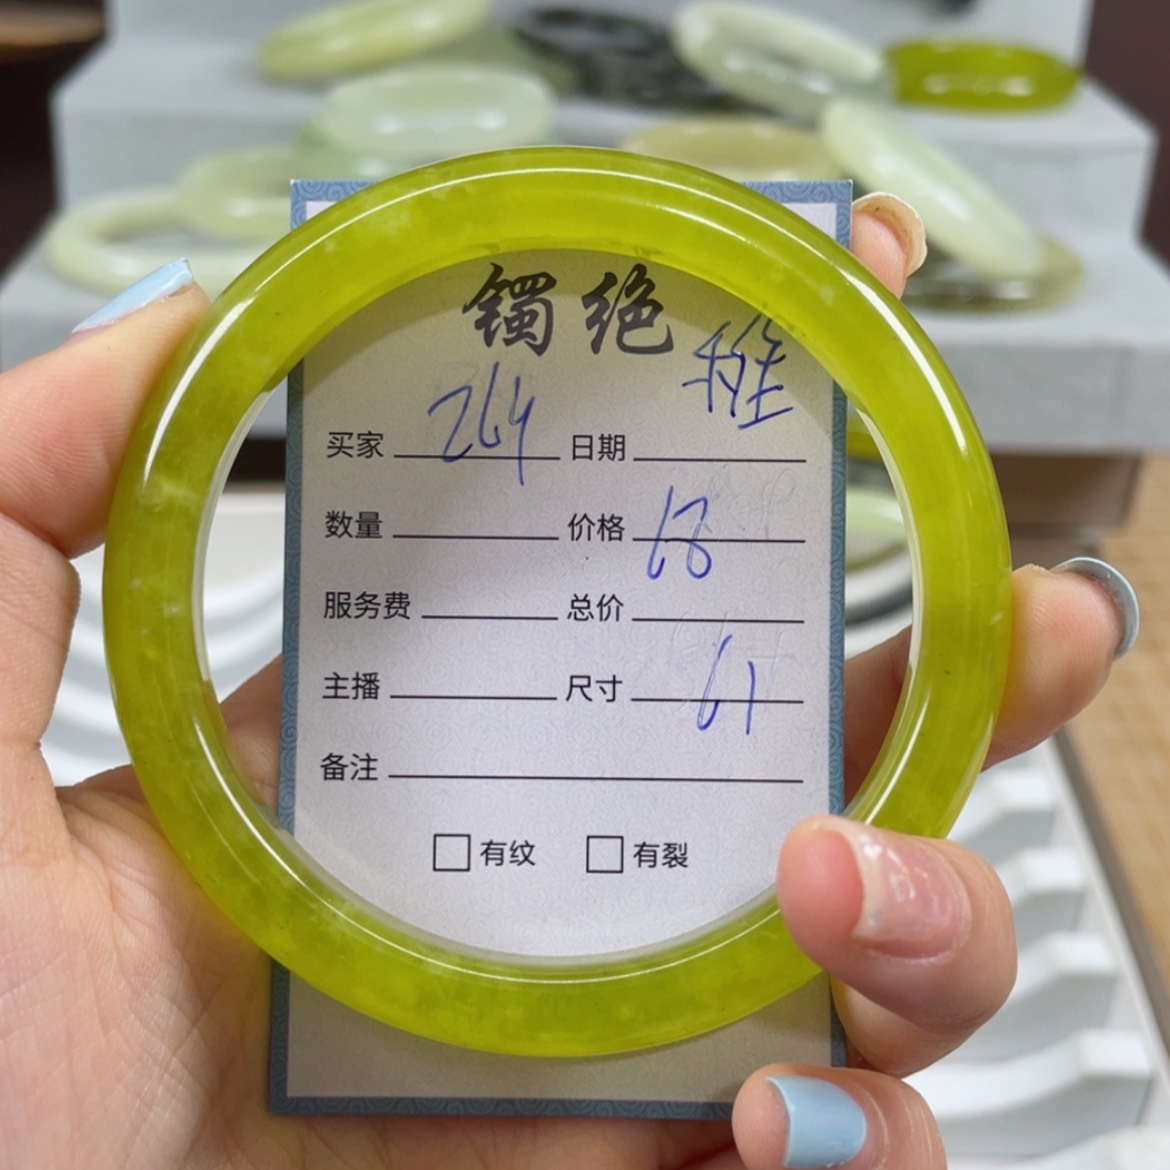 镯绝
买家 264 日期
数量 价格 18
服务费 总价
主播 尺寸 61
备注
有纹 有裂